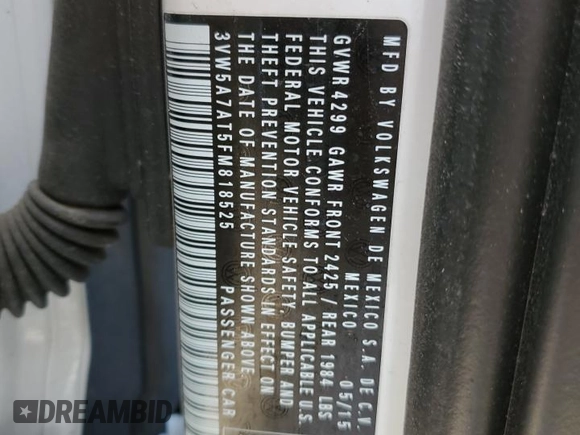 MFD BY VOLKSWAGEN DE MEXICO S.A. DE C.V.
MEXICO 05/15
GVWR 4299 GAWR FRONT 2425 / REAR 1984 LBS
THIS VEHICLE CONFORMS TO ALL APPLICABLE U.S.
FEDERAL MOTOR VEHICLE SAFETY, BUMPER AND
THEFT PREVENTION STANDARDS IN EFFECT ON
THE DATE OF MANUFACTURE SHOWN ABOVE.
3VW5A7AT5FM818525 PASSENGER CAR
DREAMBID